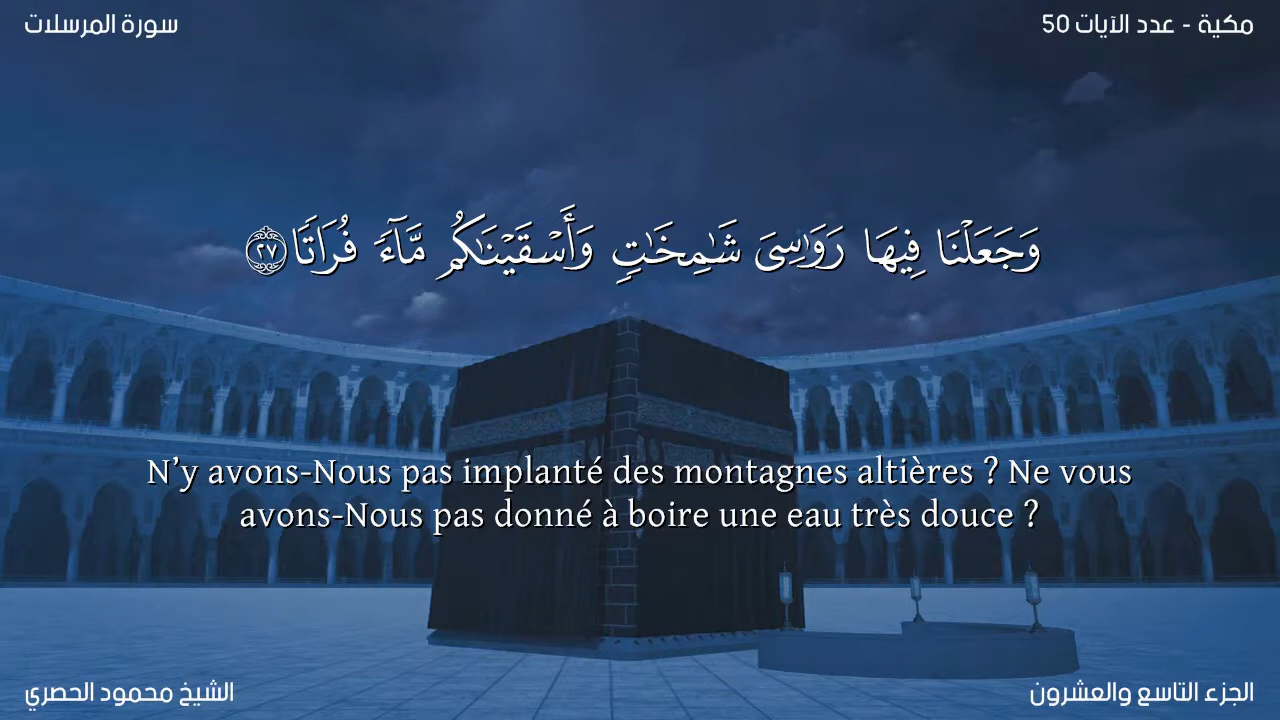 مكية - عدد الآيات 50
سورة المرسلات
وَجَعَلْنَا فِيهَا رَوَٰسِىَ شَٰمِخَٰتٍ وَأَسْقَيْنَٰكُم مَّآءً فُرَاتًا ٢٧
N’y avons-Nous pas implanté des montagnes altières ? Ne vous
avons-Nous pas donné à boire une eau très douce ?
الجزء التاسع والعشرون
الشيخ محمود الحصري